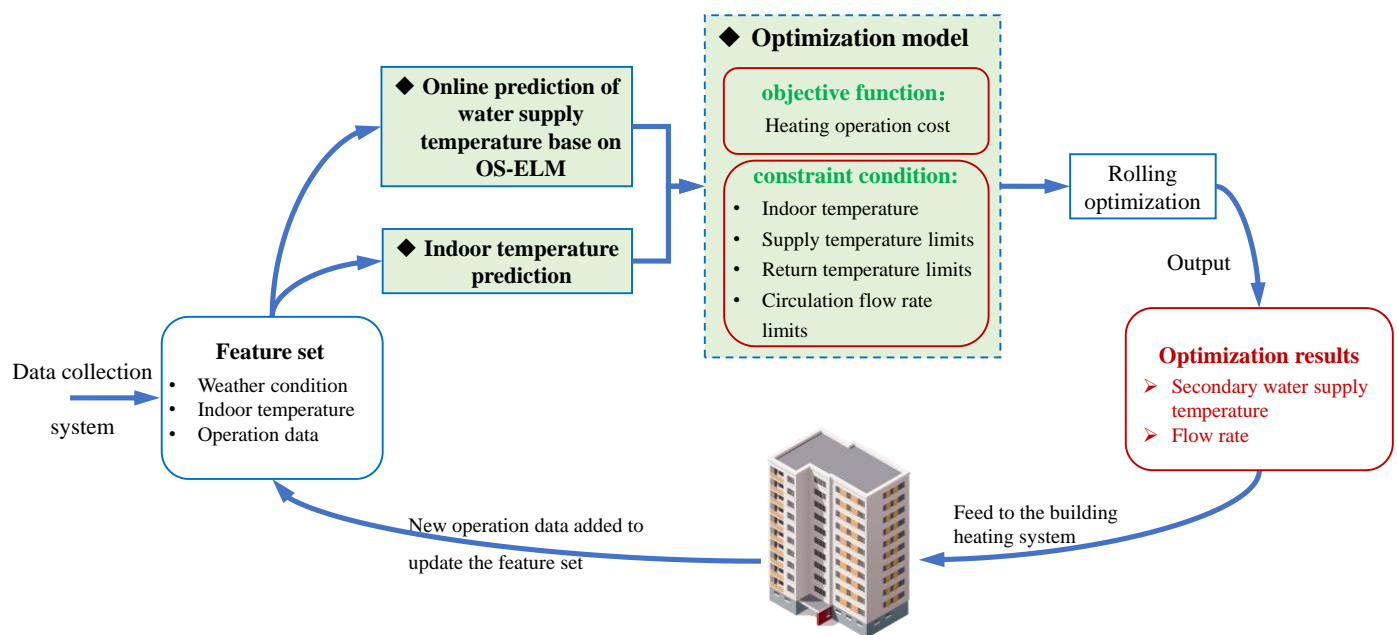 Data collection
system
Feature set
• Weather condition
• Indoor temperature
• Operation data
◆ Online prediction of
water supply
temperature base on
OS-ELM
◆ Indoor temperature
prediction
◆ Optimization model
objective function：
Heating operation cost
constraint condition:
• Indoor temperature
• Supply temperature limits
• Return temperature limits
• Circulation flow rate
limits
Rolling
optimization
Output
Optimization results
➢ Secondary water supply
temperature
➢ Flow rate
Feed to the building
heating system
New operation data added to
update the feature set